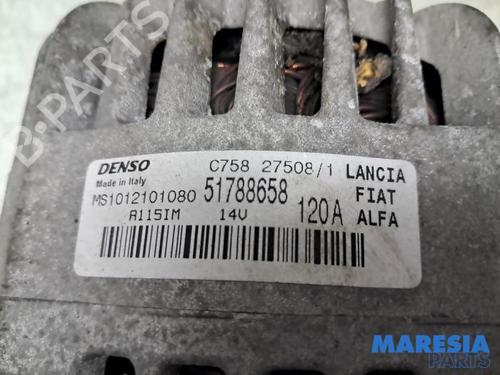 B-Parts
DENSO
C758 27508/1
LANCIA
Made in Italy
MS1012101080
51788658
FIAT
A115IM
14V
120A
ALFA
MARESIA
PARTS